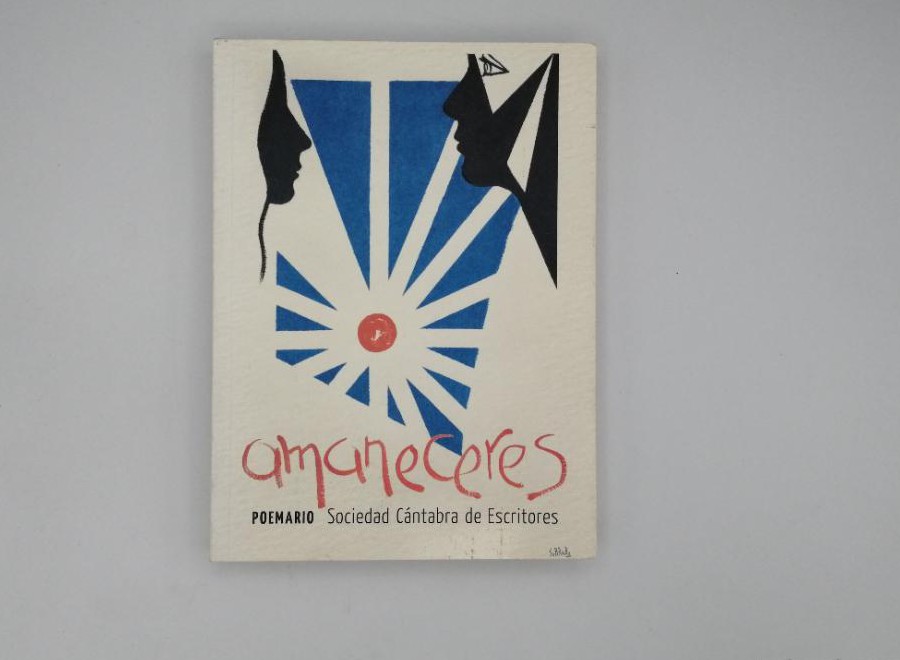 amaneceres
POEMARIO Sociedad Cántabra de Escritores